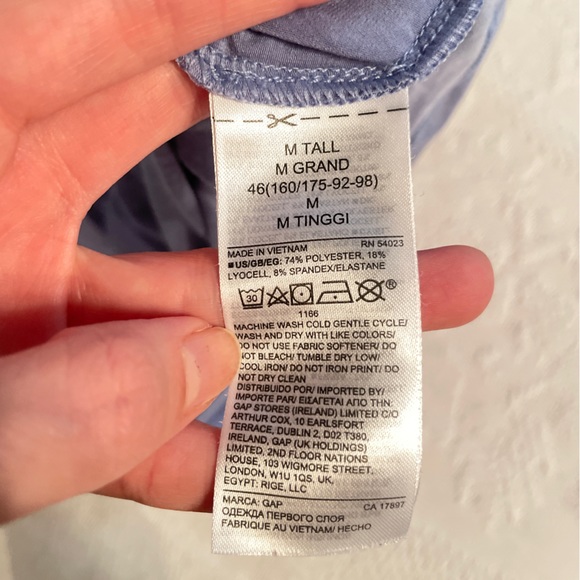 M TALL
M GRAND
46(160/175-92-98)
M
M TINGGI
MADE IN VIETNAM RN 54023
■US/GB/EG: 74% POLYESTER, 18%
LYOCELL, 8% SPANDEX/ELASTANE
30 ®
1166
MACHINE WASH COLD GENTLE CYCLE/
WASH AND DRY WITH LIKE COLORS/
DO NOT USE FABRIC SOFTENER/ DO
NOT BLEACH/ TUMBLE DRY LOW/
COOL IRON/ DO NOT IRON PRINT/ DO
NOT DRY CLEAN
DISTRIBUIDO POR/ IMPORTED BY/
IMPORTE PAR/ ΕΙΣΑΓΕΤΑΙ ΑΠΟ ΤΗΝ:
GAP STORES (IRELAND) LIMITED C/O
ARTHUR COX, 10 EARLSFORT
TERRACE, DUBLIN 2, D02 T380,
IRELAND, GAP (UK HOLDINGS)
LIMITED, 2ND FLOOR NATIONS
HOUSE, 103 WIGMORE STREET,
LONDON, W1U 1QS, UK,
EGYPT: RIGE, LLC
MARCA: GAP CA 17897
ОДЕЖДА ПЕРВОГО СЛОЯ
FABRIQUE AU VIETNAM/ HECHO